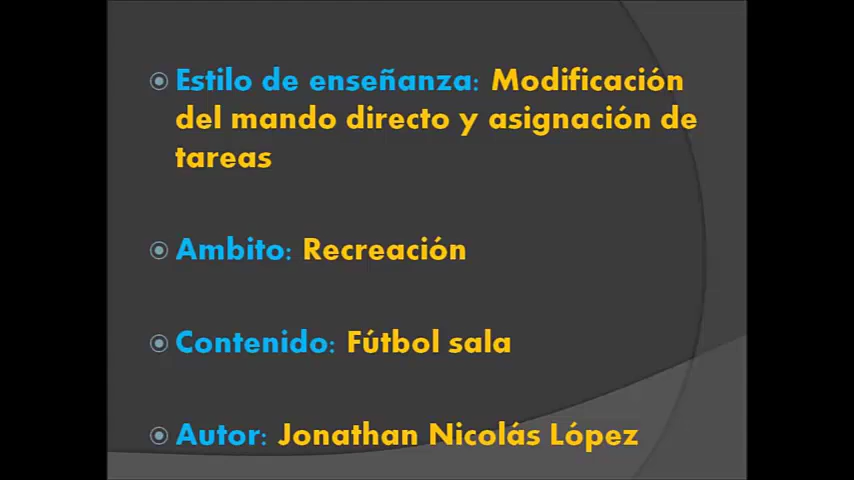 Estilo de enseñanza: Modificación
del mando directo y asignación de
tareas
Ambito: Recreación
Contenido: Fútbol sala
Autor: Jonathan Nicolás López